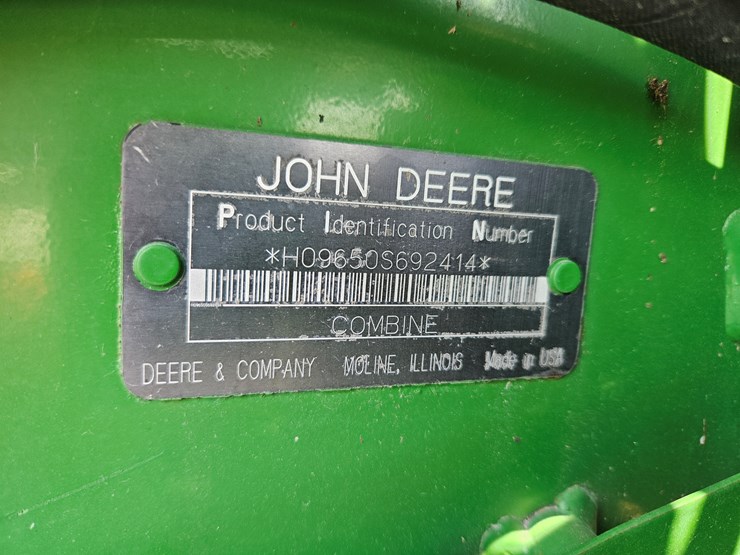 JOHN DEERE
Product Identification Number
*H09650S692414*
COMBINE
DEERE & COMPANY MOLINE, ILLINOIS Made in USA